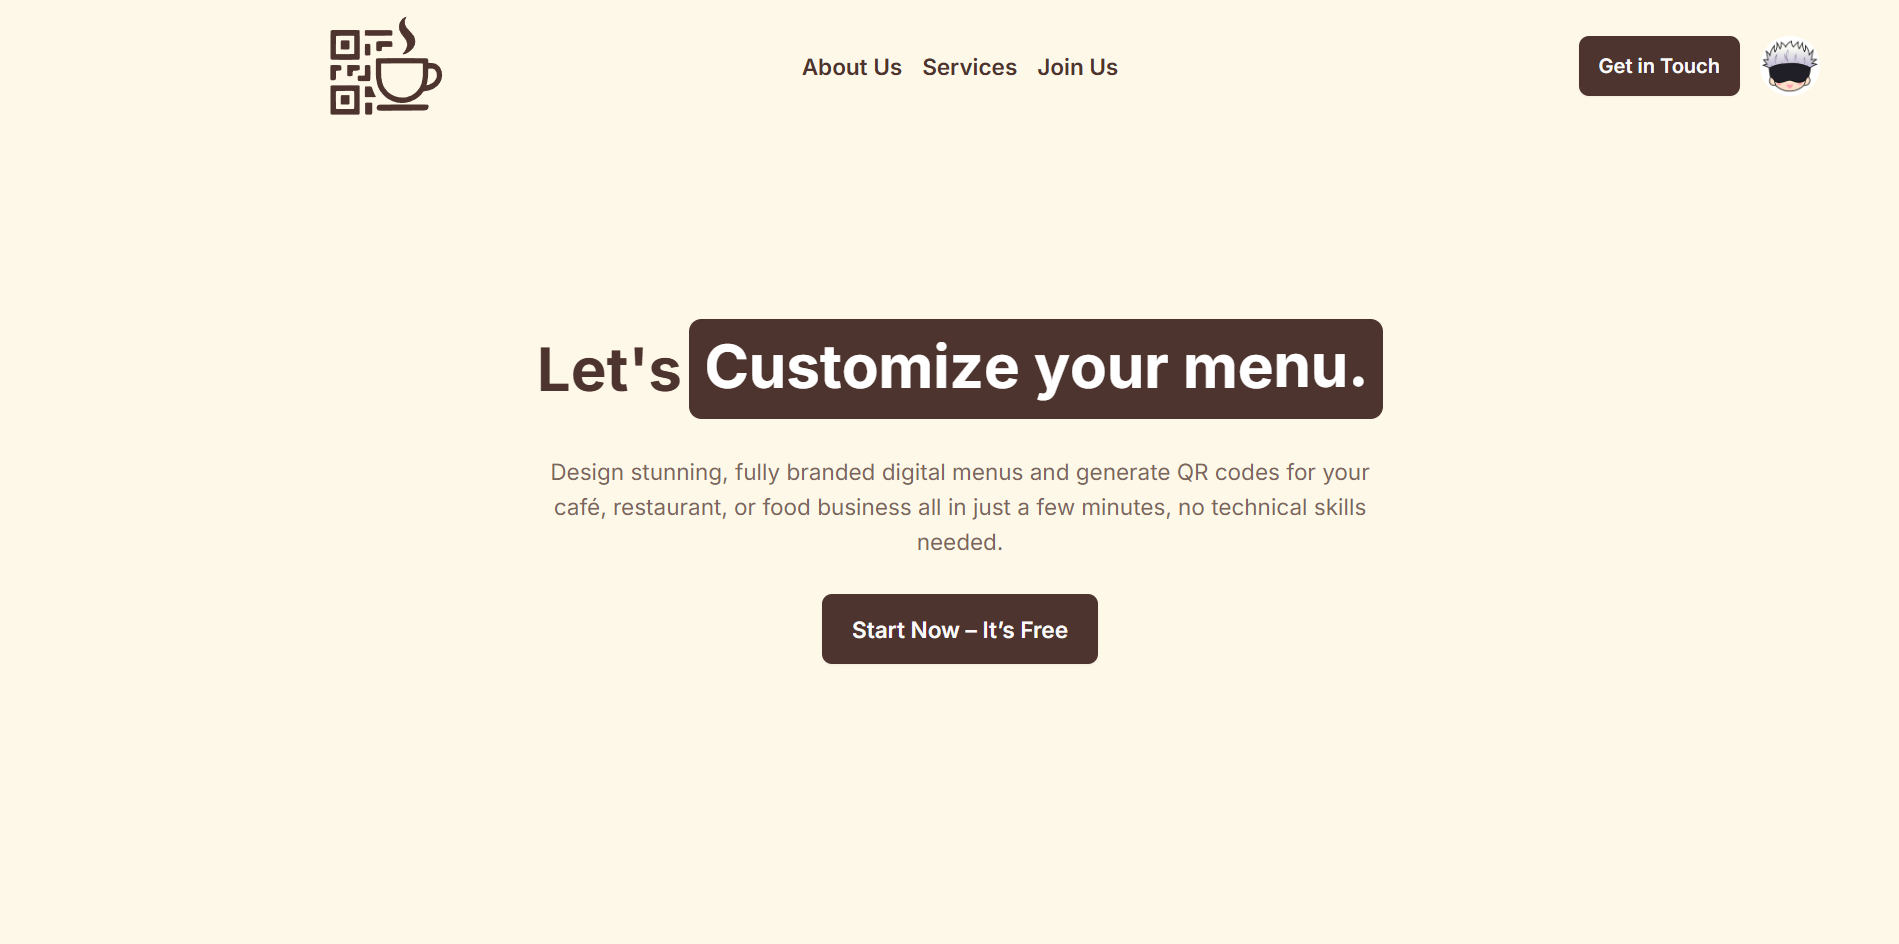 About Us Services Join Us
Get in Touch
Let's Customize your menu.
Design stunning, fully branded digital menus and generate QR codes for your
café, restaurant, or food business all in just a few minutes, no technical skills
needed.
Start Now – It’s Free